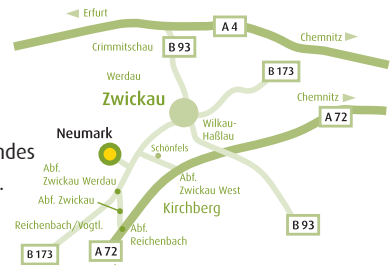 Erfurt
A 4
Chemnitz
Crimmitschau
B 93
Werdau
B 173
Zwickau
Chemnitz
A 72
Wilkau-
Haßlau
Neumark
ndes
Schönfels
.
Abf.
Zwickau Werdau
Abf.
Zwickau West
Abf. Zwickau
Kirchberg
Reichenbach/Vogtl.
B 93
Abf.
Reichenbach
B 173
A 72